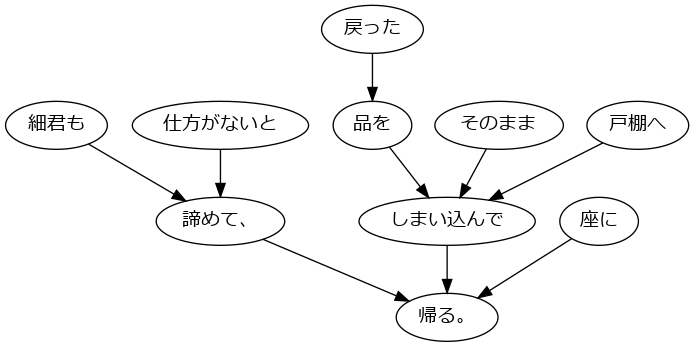 戻った
細君も
仕方がないと
品を
そのまま
戸棚へ
諦めて、
しまい込んで
座に
帰る。